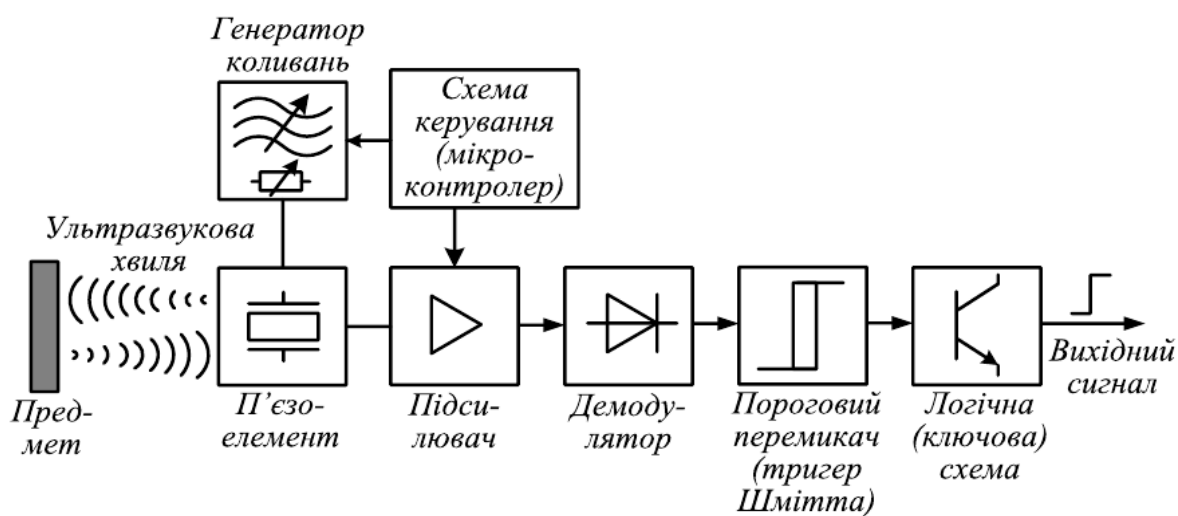 Генератор
коливань
Схема
керування
(мікро-
контролер)
Ультразвукова
хвиля
Пред-
мет
П’єзо-
елемент
Підси-
лювач
Демоду-
лятор
Пороговий
перемикач
(тригер
Шмітта)
Логічна
(ключова)
схема
Вихідний
сигнал